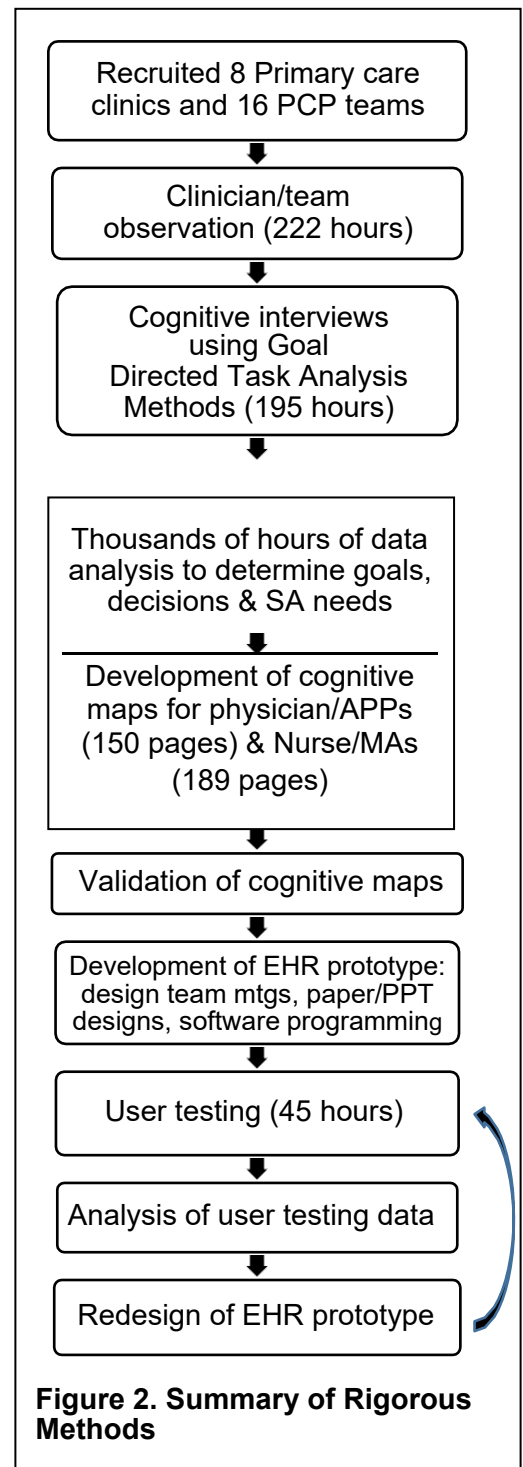 Recruited 8 Primary care
clinics and 16 PCP teams
Clinician/team
observation (222 hours)
Cognitive interviews
using Goal
Directed Task Analysis
Methods (195 hours)
Thousands of hours of data
analysis to determine goals,
decisions & SA needs
Development of cognitive
maps for physician/APPs
(150 pages) & Nurse/MAs
(189 pages)
Validation of cognitive maps
Development of EHR prototype:
design team mtgs, paper/PPT
designs, software programming
User testing (45 hours)
Analysis of user testing data
Redesign of EHR prototype
Figure 2. Summary of Rigorous
Methods